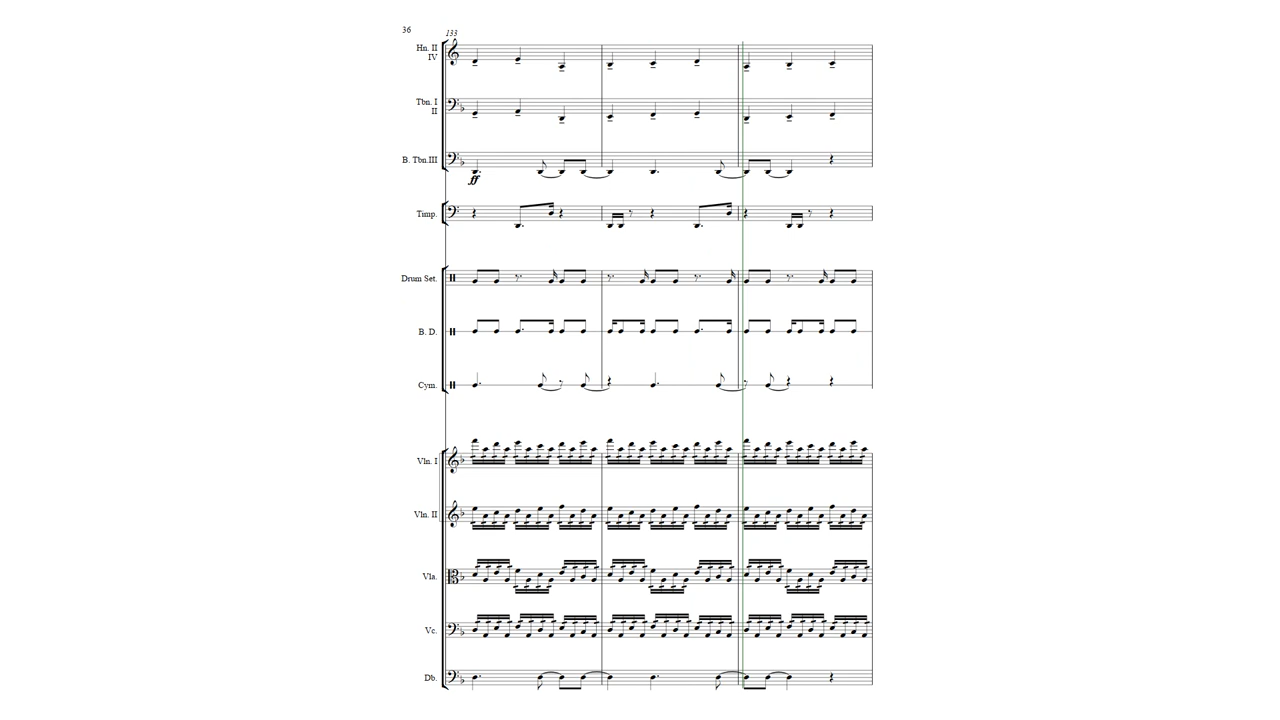 36
133
Hn. II
IV
Tbn. I
II
B. Tbn.III
ff
Timp.
Drum Set.
B. D.
Cym.
Vln. I
Vln. II
Vla.
Vc.
Db.